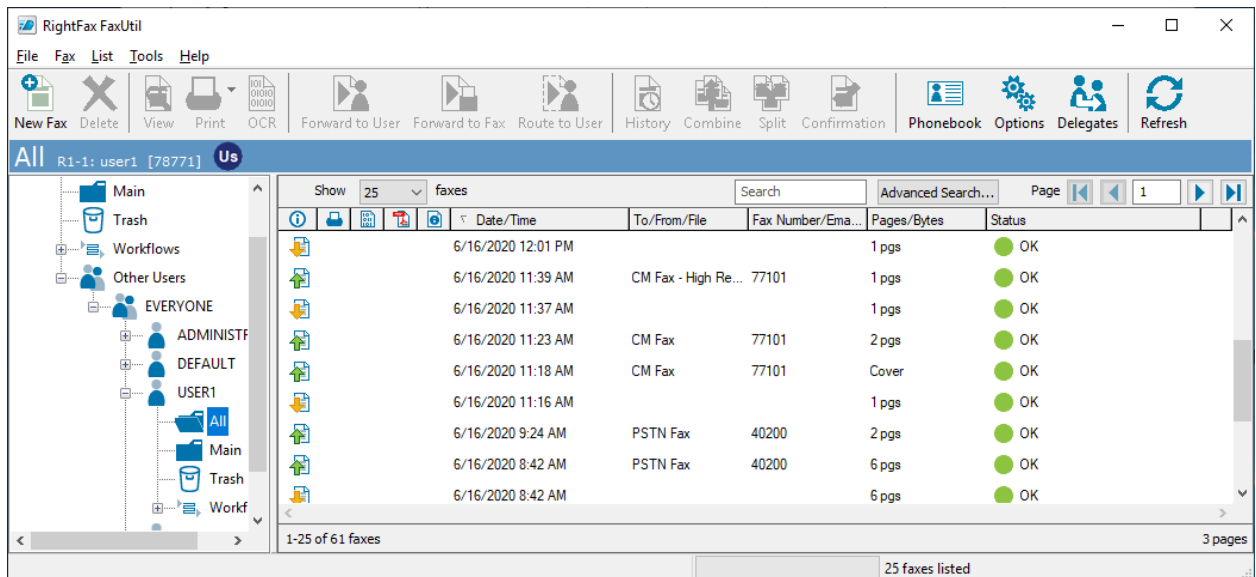 RightFax FaxUtil
File Fax List Tools Help
New Fax Delete View Print OCR Forward to User Forward to Fax Route to User History Combine Split Confirmation Phonebook Options Delegates Refresh
All R1-1: user1 [78771] Us
Main
Trash
Workflows
Other Users
EVERYONE
ADMINISTF
DEFAULT
USER1
All
Main
Trash
Workf
Show 25 faxes Search Advanced Search... Page 1
Date/Time To/From/File Fax Number/Ema... Pages/Bytes Status
6/16/2020 12:01 PM 1 pgs OK
6/16/2020 11:39 AM CM Fax - High Re... 77101 1 pgs OK
6/16/2020 11:37 AM 1 pgs OK
6/16/2020 11:23 AM CM Fax 77101 2 pgs OK
6/16/2020 11:18 AM CM Fax 77101 Cover OK
6/16/2020 11:16 AM 1 pgs OK
6/16/2020 9:24 AM PSTN Fax 40200 2 pgs OK
6/16/2020 8:42 AM PSTN Fax 40200 6 pgs OK
6/16/2020 8:42 AM 6 pgs OK
1-25 of 61 faxes 3 pages
25 faxes listed